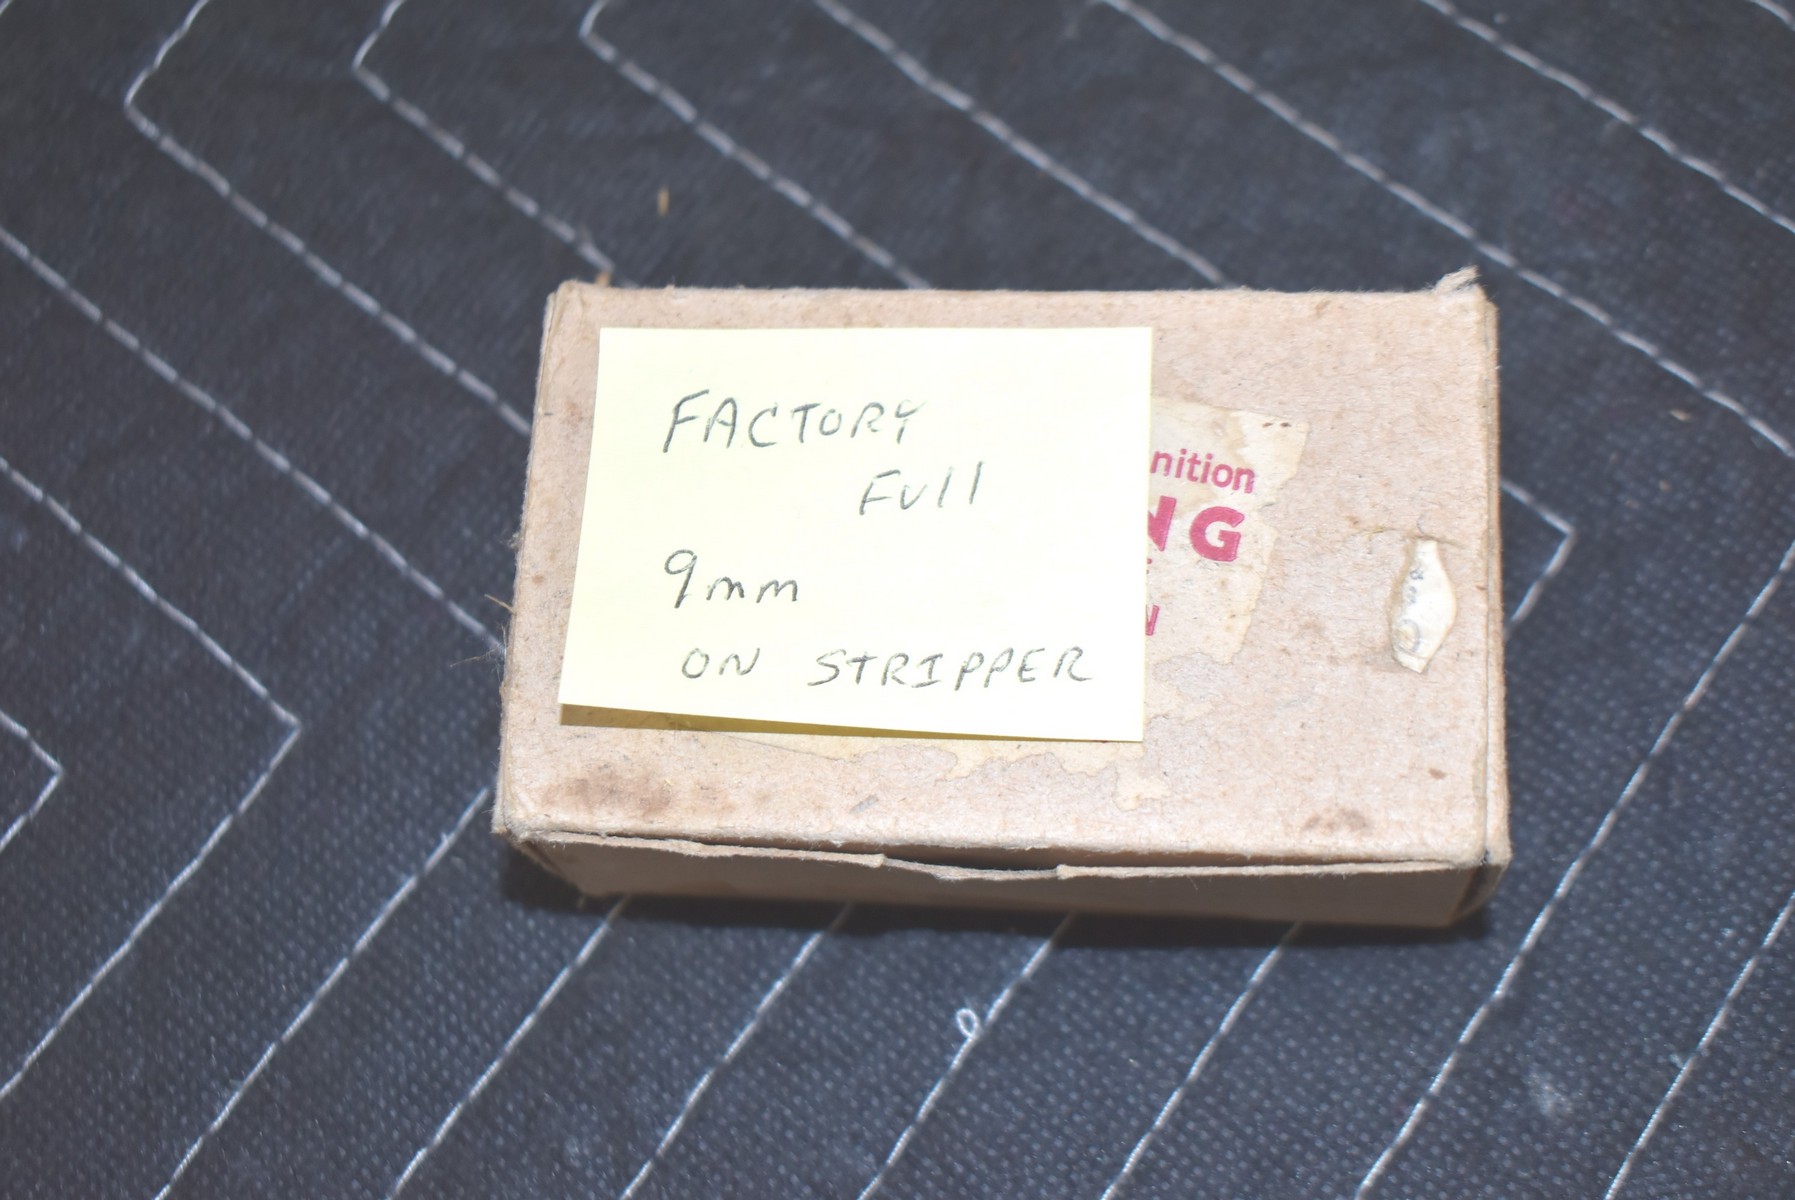 FACTORY
Full
9mm
ON STRIPPER
nition
NG
N